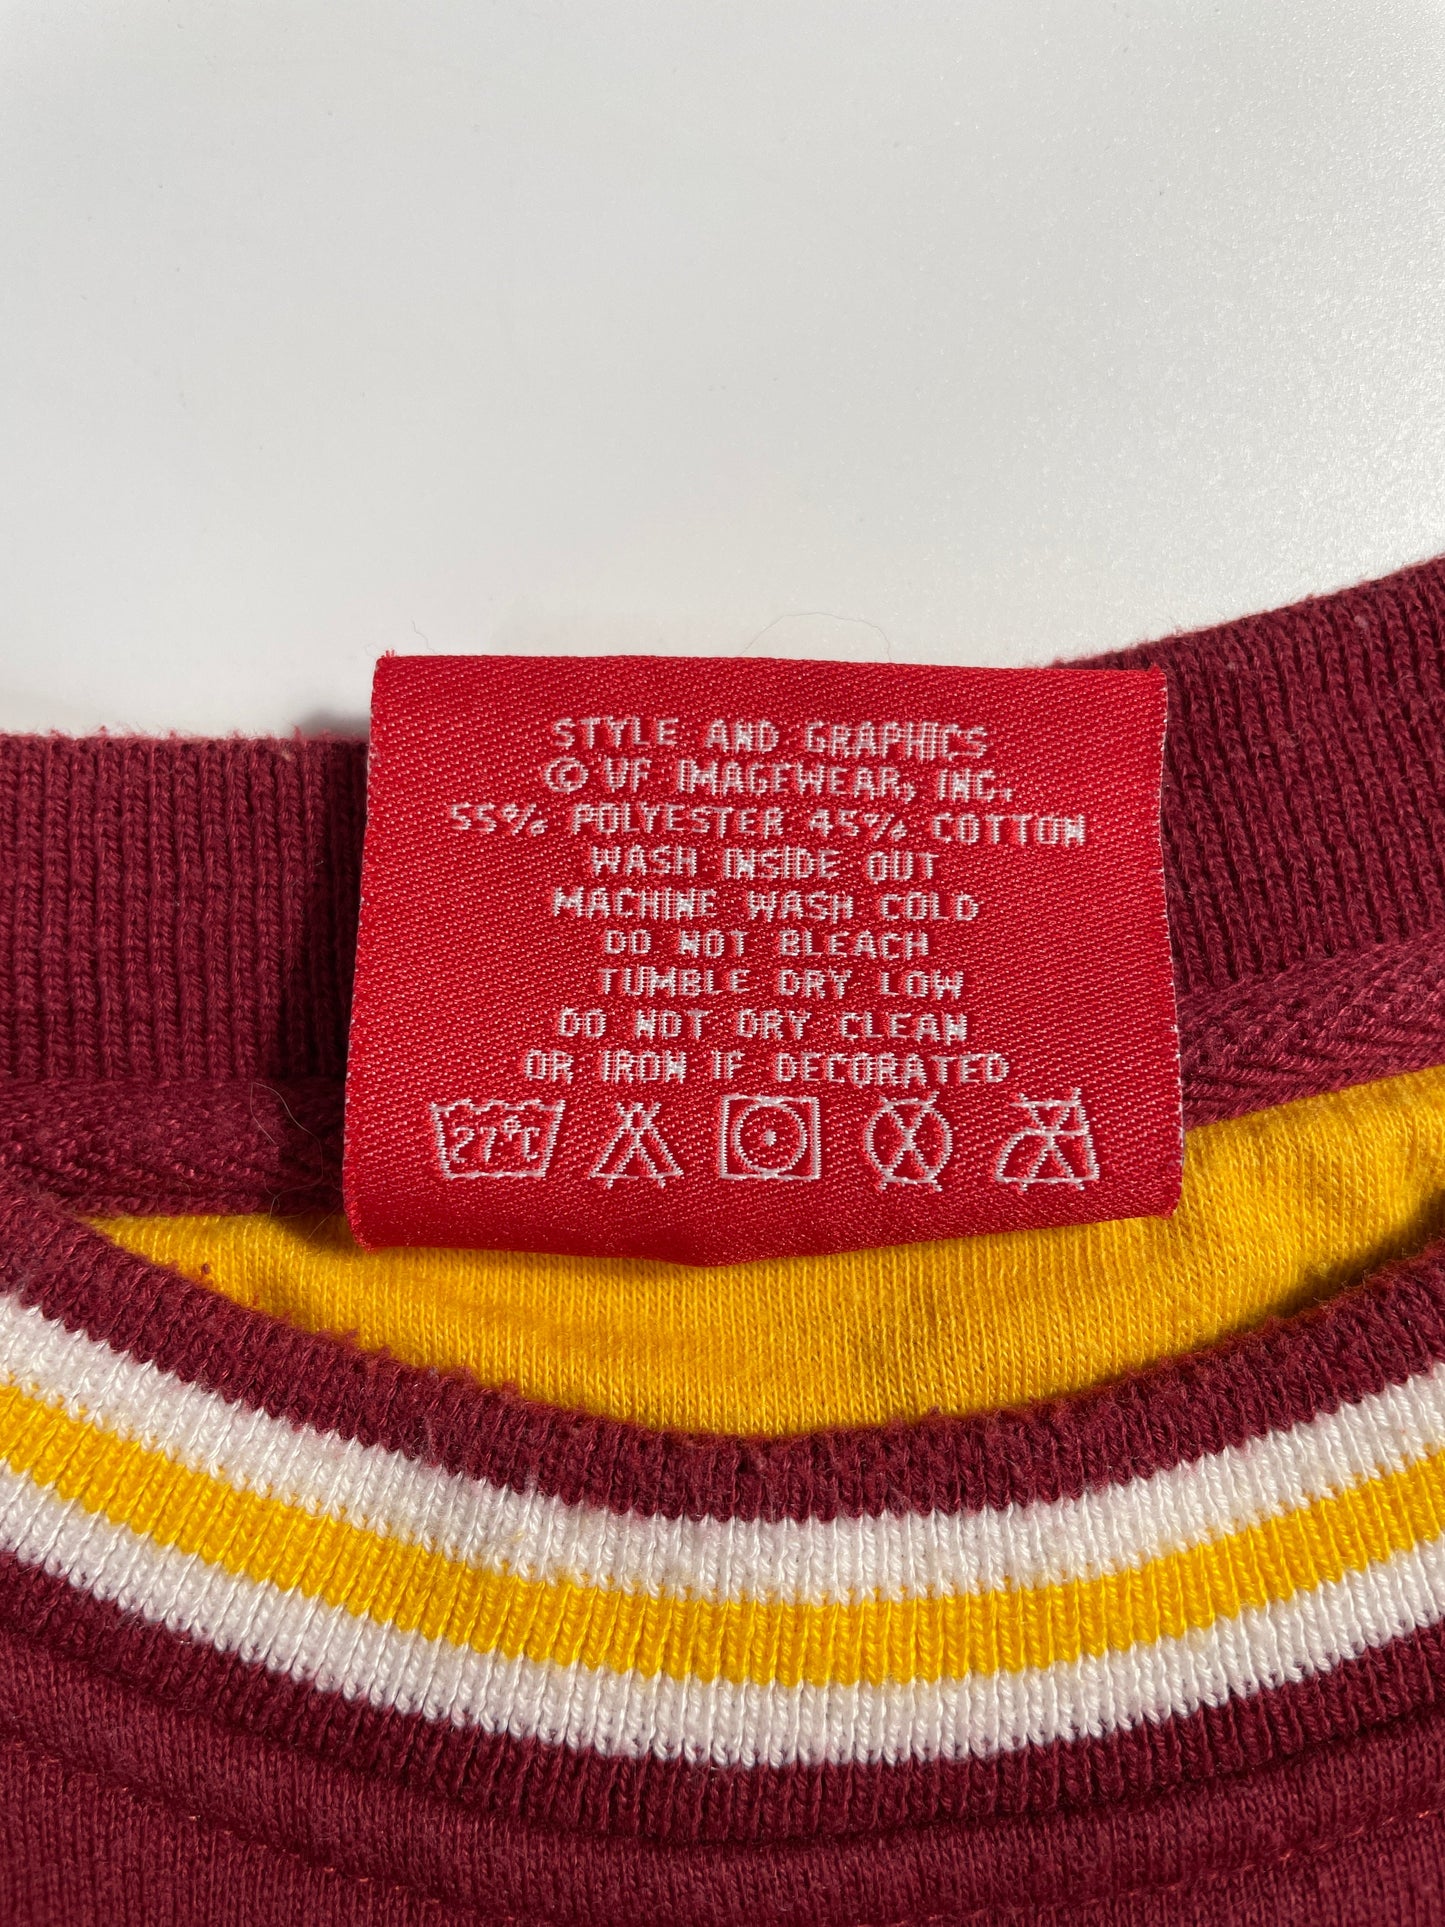 STYLE AND GRAPHICS
© VF IMAGEWEAR, INC.
55% POLYESTER 45% COTTON
WASH INSIDE OUT
MACHINE WASH COLD
DO NOT BLEACH
TUMBLE DRY LOW
DO NOT DRY CLEAN
OR IRON IF DECORATED
27°C